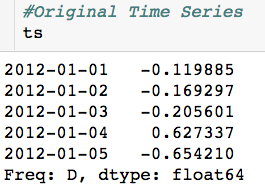 #Original Time Series
ts
2012-01-01   -0.119885
2012-01-02   -0.169297
2012-01-03   -0.205601
2012-01-04    0.627337
2012-01-05   -0.654210
Freq: D, dtype: float64